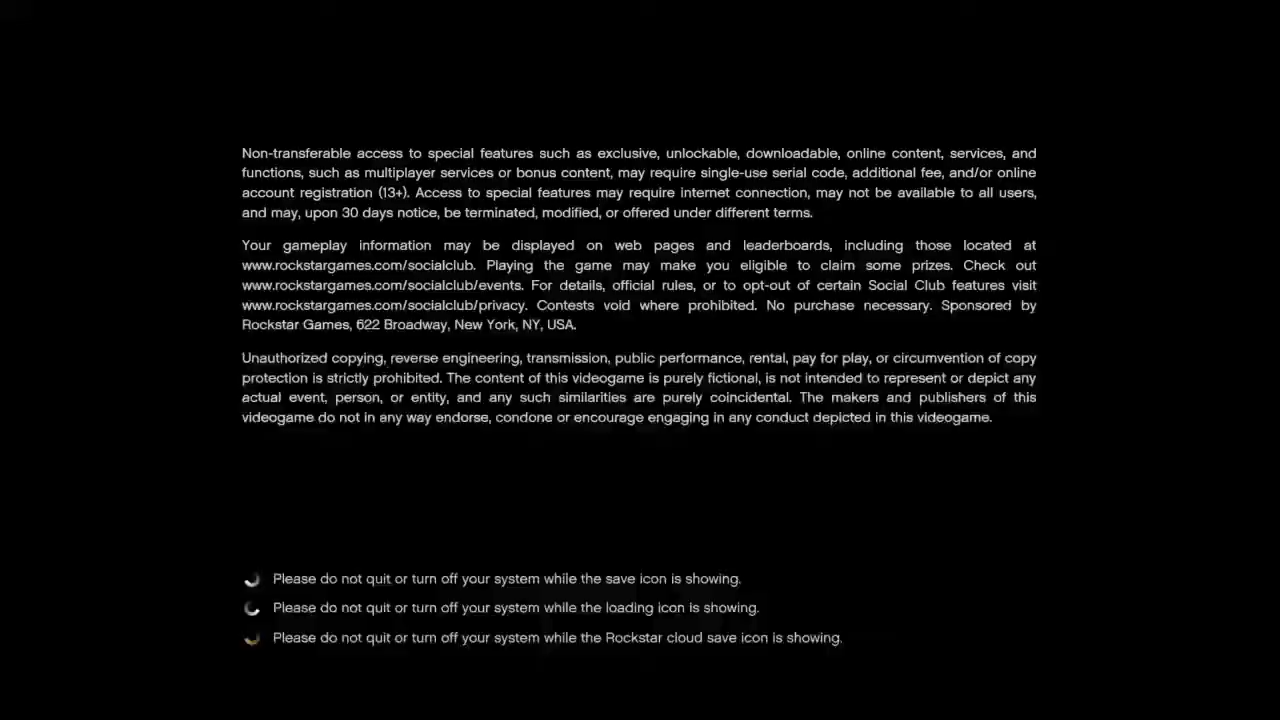 Non-transferable access to special features such as exclusive, unlockable, downloadable, online content, services, and
functions, such as multiplayer services or bonus content, may require single-use serial code, additional fee, and/or online
account registration (13+). Access to special features may require internet connection, may not be available to all users,
and may, upon 30 days notice, be terminated, modified, or offered under different terms.
Your gameplay information may be displayed on web pages and leaderboards, including those located at
www.rockstargames.com/socialclub. Playing the game may make you eligible to claim some prizes. Check out
www.rockstargames.com/socialclub/events. For details, official rules, or to opt-out of certain Social Club features visit
www.rockstargames.com/socialclub/privacy. Contests void where prohibited. No purchase necessary. Sponsored by
Rockstar Games, 622 Broadway, New York, NY, USA.
Unauthorized copying, reverse engineering, transmission, public performance, rental, pay for play, or circumvention of copy
protection is strictly prohibited. The content of this videogame is purely fictional, is not intended to represent or depict any
actual event, person, or entity, and any such similarities are purely coincidental. The makers and publishers of this
videogame do not in any way endorse, condone or encourage engaging in any conduct depicted in this videogame.
Please do not quit or turn off your system while the save icon is showing.
Please do not quit or turn off your system while the loading icon is showing.
Please do not quit or turn off your system while the Rockstar cloud save icon is showing.